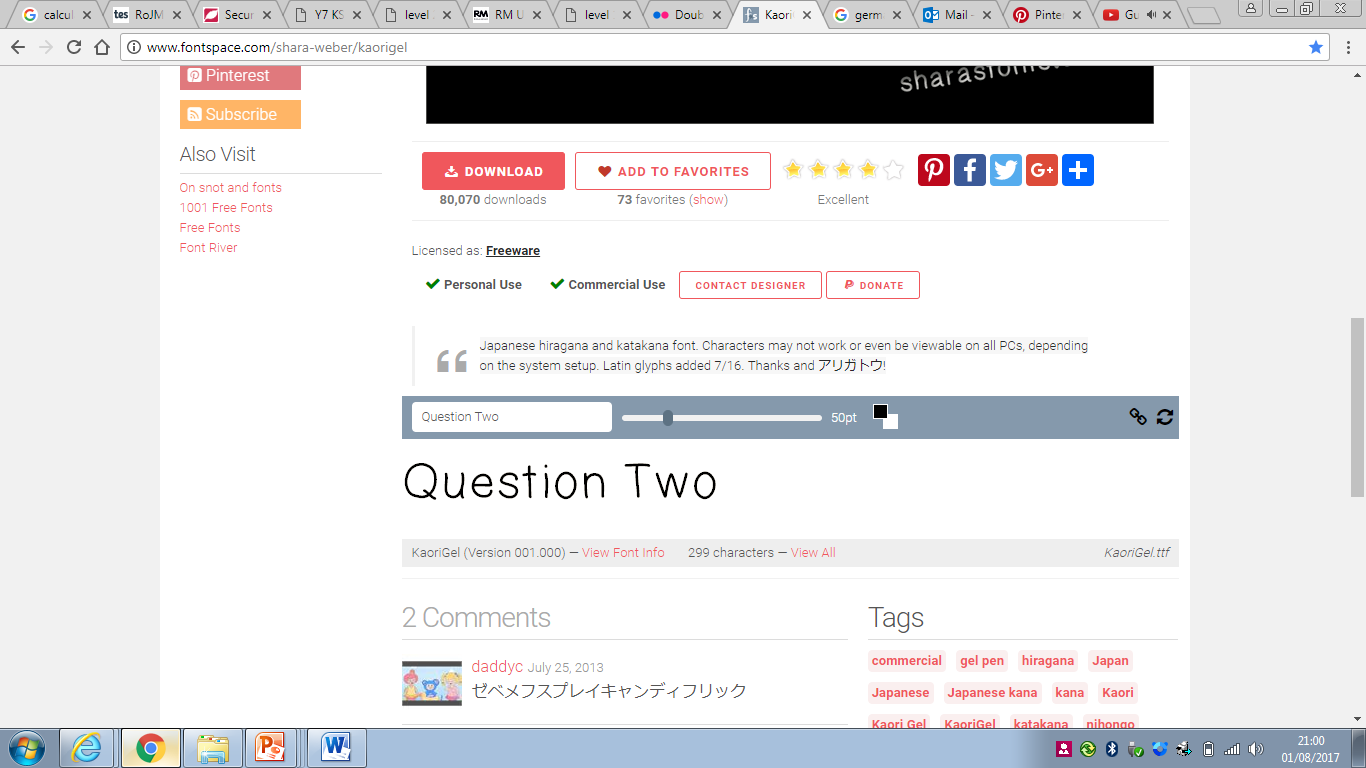 calcul
RoJM
Secur
Y7 KS
level
RM U
level
Doub
Kaori
germ
Mail -
Pinte
Gu
www.fontspace.com/shara-weber/kaorigel
Pinterest
Subscribe
Also Visit
On snot and fonts
1001 Free Fonts
Free Fonts
Font River
DOWNLOAD
ADD TO FAVORITES
80,070 downloads
73 favorites (show)
Excellent
Licensed as: Freeware
Personal Use
Commercial Use
CONTACT DESIGNER
DONATE
Japanese hiragana and katakana font. Characters may not work or even be viewable on all PCs, depending
on the system setup. Latin glyphs added 7/16. Thanks and アリガトウ!
Question Two
50pt
Question Two
KaoriGel (Version 001.000) — View Font Info
299 characters — View All
KaoriGel.ttf
2 Comments
daddyc July 25, 2013
ゼベメフスプレイキャンディフリック
Tags
commercial
gel pen
hiragana
Japan
Japanese
Japanese kana
kana
Kaori
Kaori Gel
KaoriGel
katakana
nihongo
21:00
01/08/2017